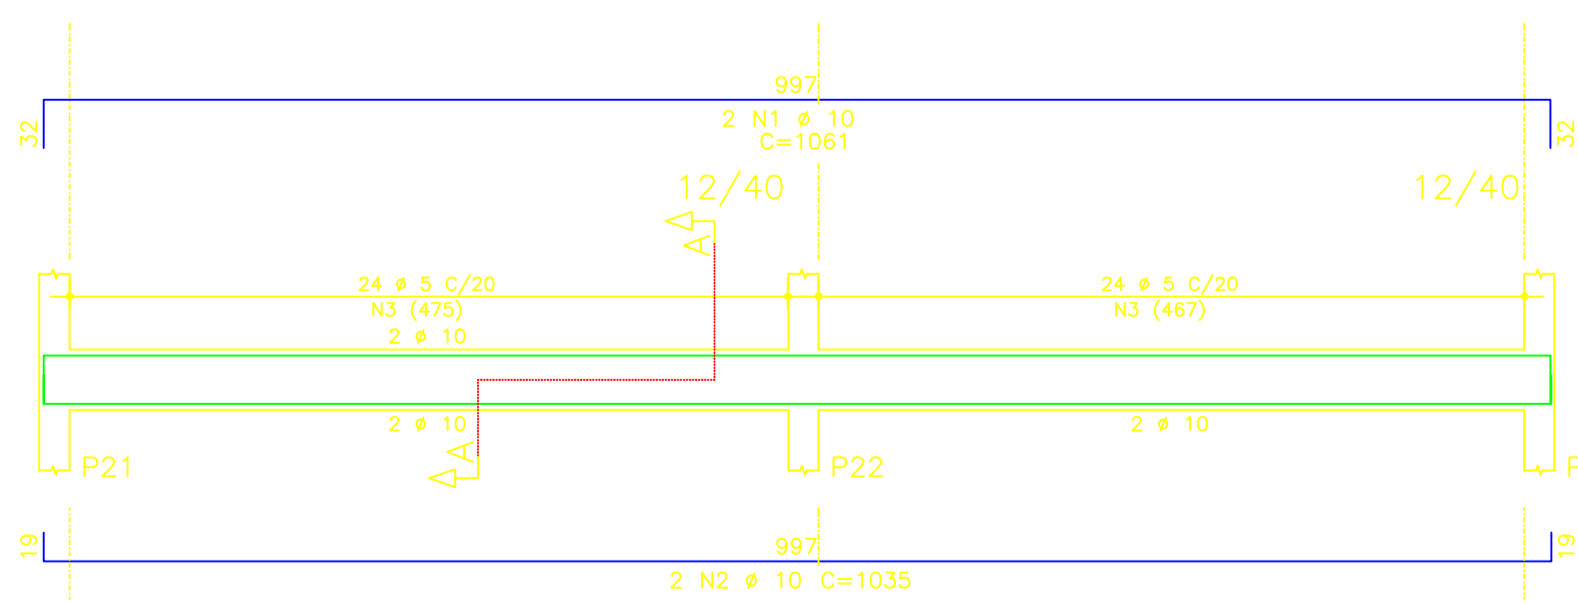 997
2 N1 ø 10
C=1061
32
32
12/40
12/40
A
24 ø 5 C/20
N3 (475)
2 ø 10
24 ø 5 C/20
N3 (467)
2 ø 10
2 ø 10
A
P21
P22
19
997
19
2 N2 ø 10 C=1035